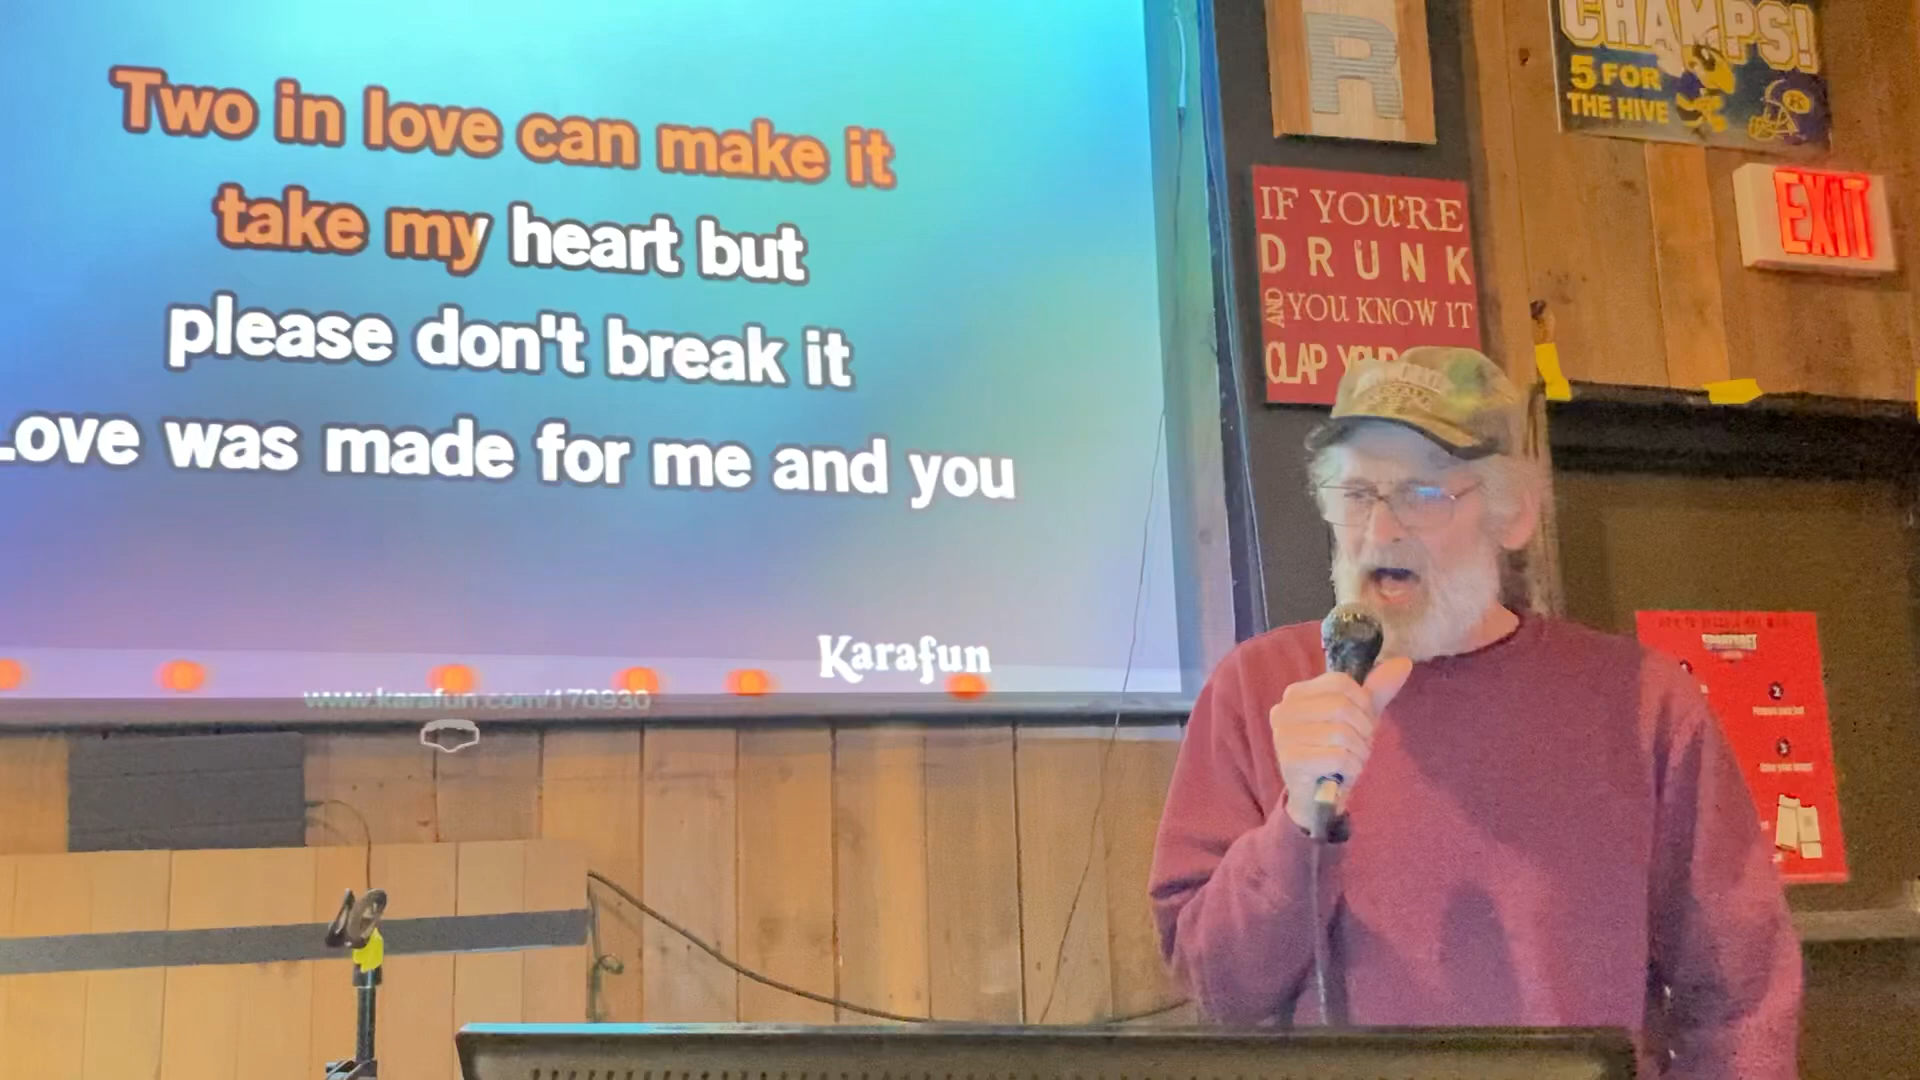 Two in love can make it
take my heart but
please don't break it
Love was made for me and you
Karafun
www.karafun.com/170930
R
CHAMPS!
5 FOR
THE HIVE
EXIT
IF YOU'RE
DRUNK
AND YOU KNOW IT
CLAP YOUR